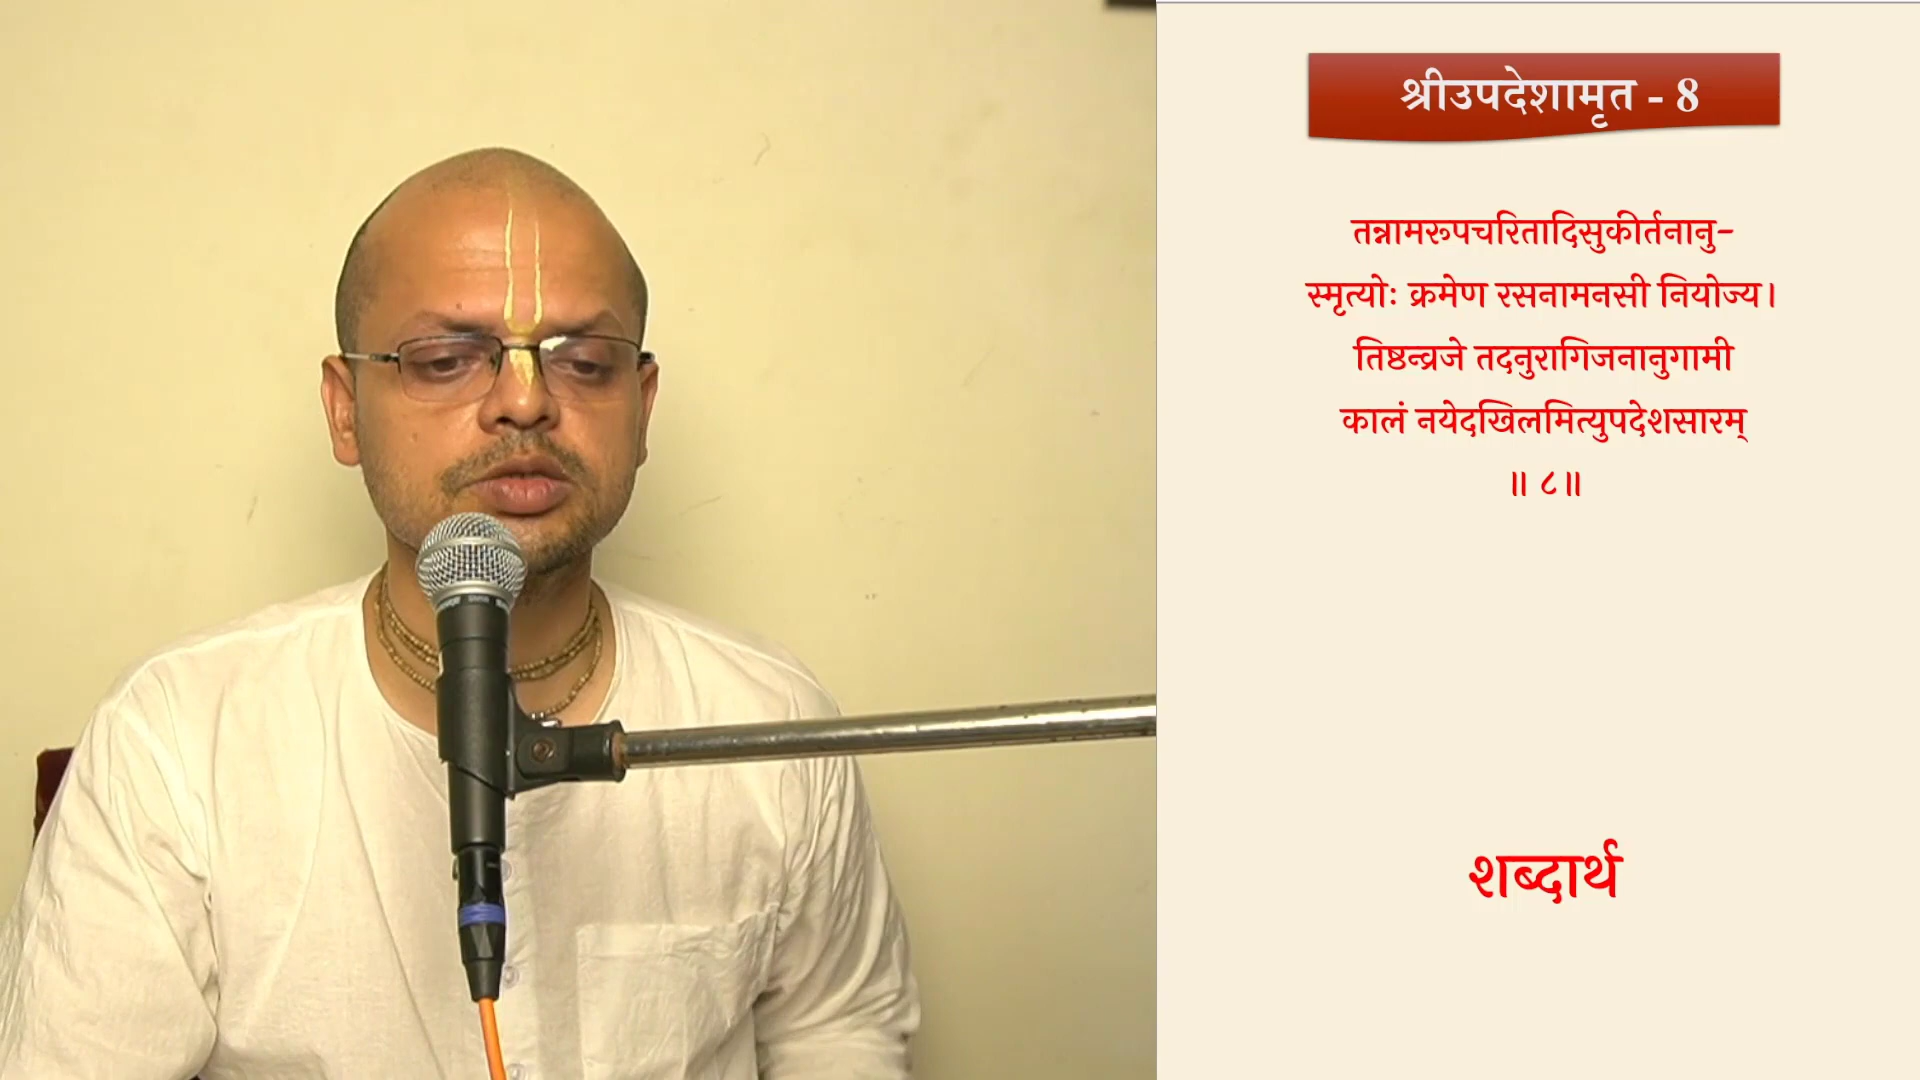 श्रीउपदेशामृत - 8
तन्नामरूपचरितादिसुकीर्तनानु-
स्मृत्योः क्रमेण रसनामनसी नियोज्य।
तिष्ठन्व्रजे तदनुरागिजनानुगामी
कालं नयेदखिलमित्युपदेशसारम्
॥ ८॥
शब्दार्थ